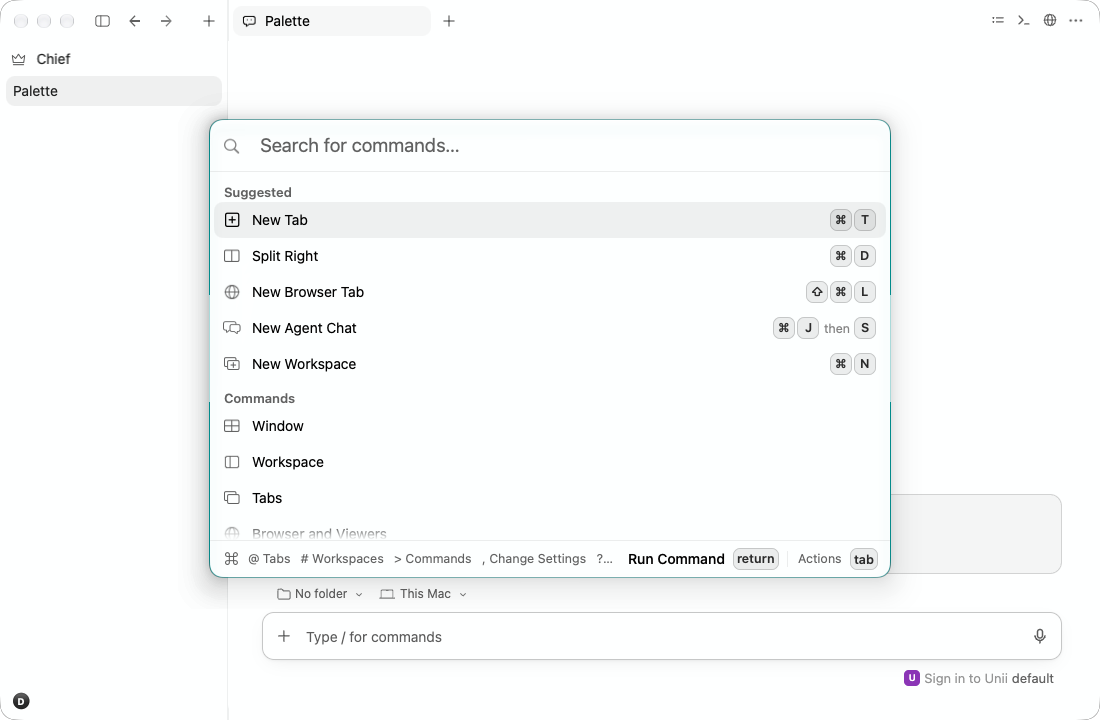 Palette
Chief
Palette
Search for commands...
Suggested
New Tab ⌘ T
Split Right ⌘ D
New Browser Tab ⇧ ⌘ L
New Agent Chat ⌘ J then S
New Workspace ⌘ N
Commands
Window
Workspace
Tabs
Browser and Viewers
⌘ @ Tabs # Workspaces > Commands , Change Settings ?... Run Command return Actions tab
No folder This Mac
Type / for commands
U Sign in to Unii default
D